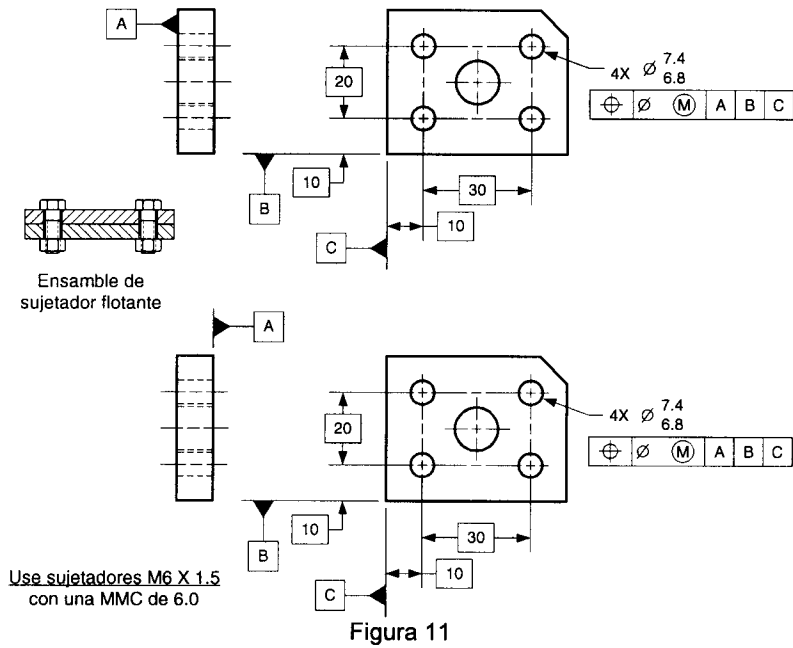 A
20
10
B
C
30
10
4X Ø 7.4
6.8
⌖ Ø Ⓜ A B C
Ensamble de
sujetador flotante
A
20
10
B
C
30
10
4X Ø 7.4
6.8
⌖ Ø Ⓜ A B C
Use sujetadores M6 X 1.5
con una MMC de 6.0
Figura 11